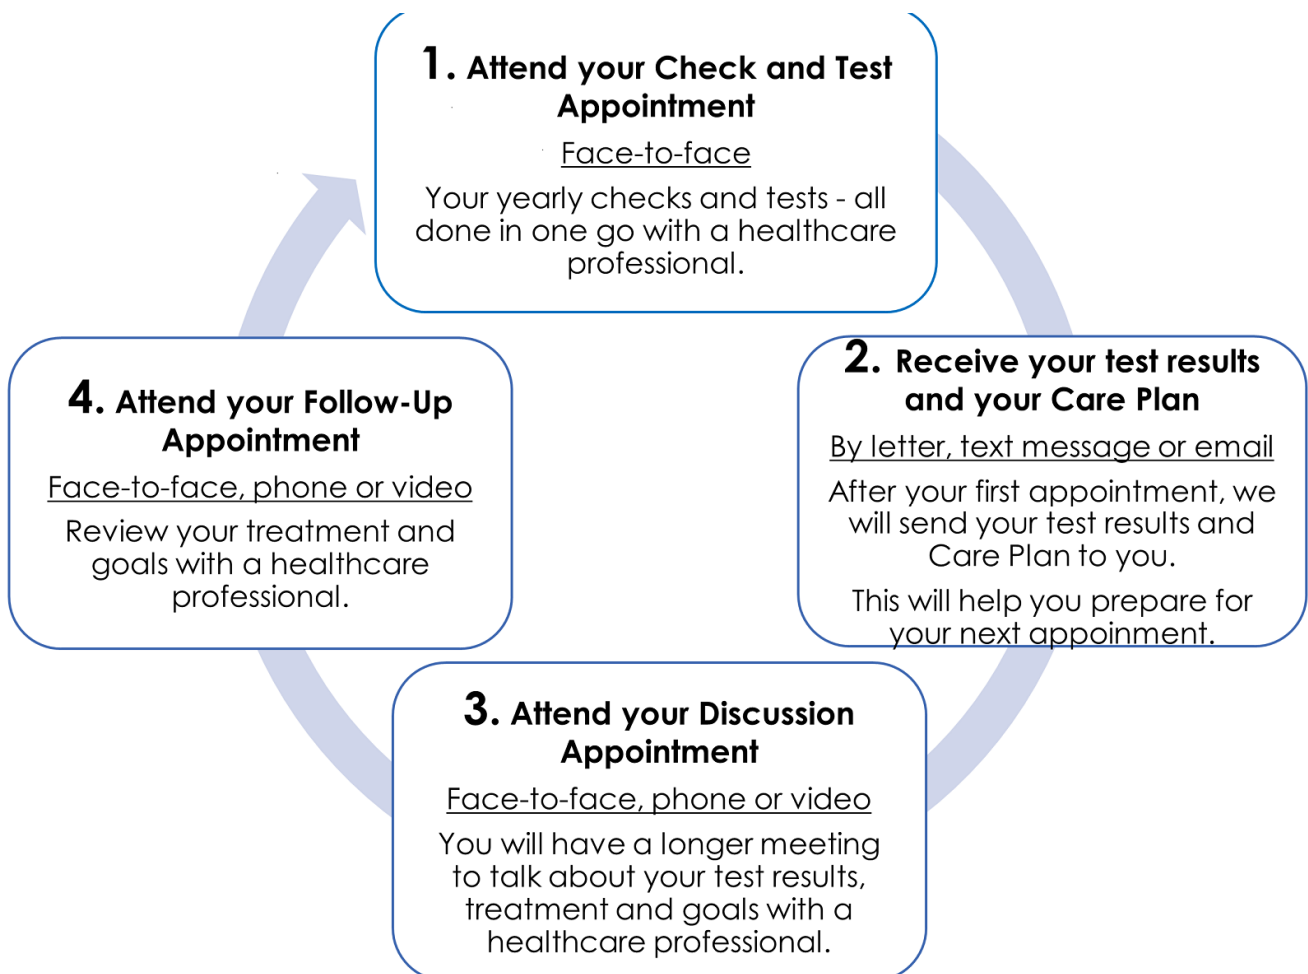 1. Attend your Check and Test
Appointment
Face-to-face
Your yearly checks and tests - all
done in one go with a healthcare
professional.
2. Receive your test results
and your Care Plan
By letter, text message or email
After your first appointment, we
will send your test results and
Care Plan to you.
This will help you prepare for
your next appoinment.
3. Attend your Discussion
Appointment
Face-to-face, phone or video
You will have a longer meeting
to talk about your test results,
treatment and goals with a
healthcare professional.
4. Attend your Follow-Up
Appointment
Face-to-face, phone or video
Review your treatment and
goals with a healthcare
professional.